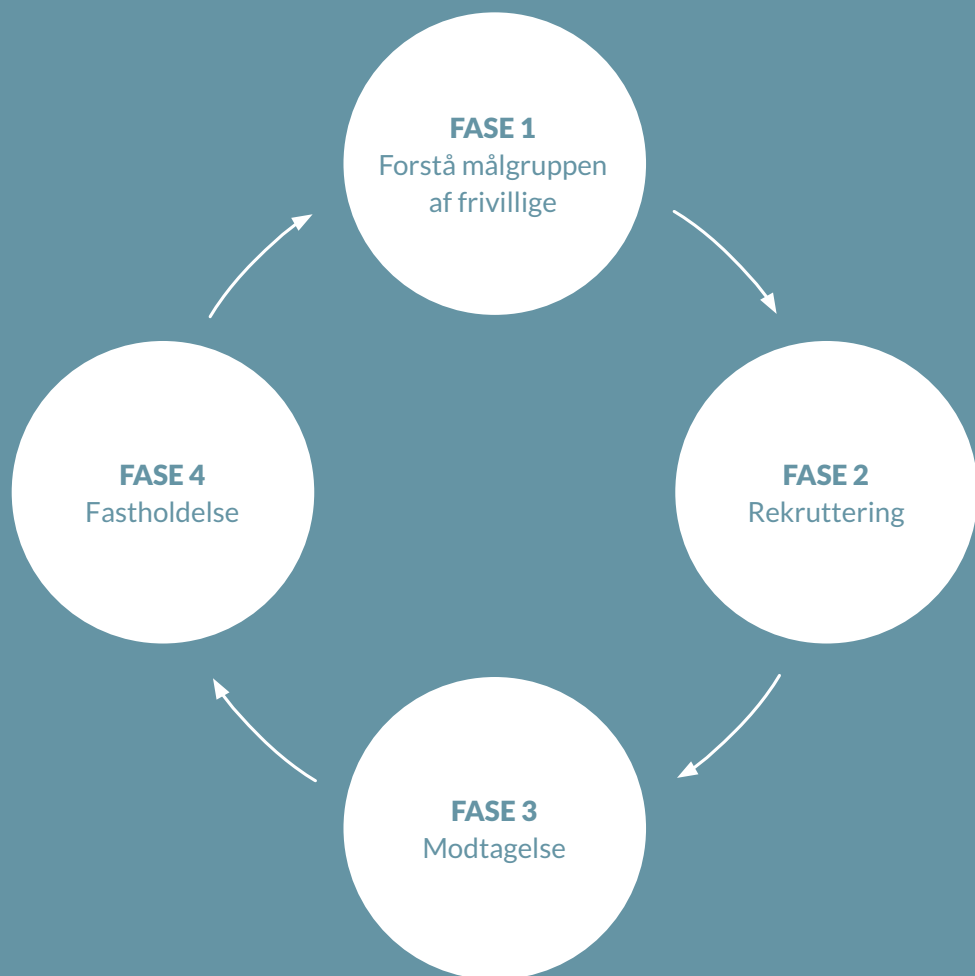 FASE 1
Forstå målgruppen
af frivillige
FASE 2
Rekruttering
FASE 3
Modtagelse
FASE 4
Fastholdelse